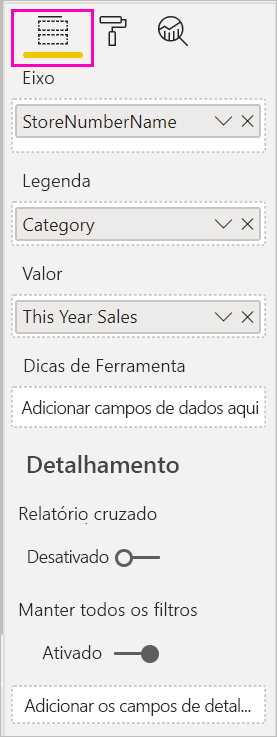 Eixo
StoreNumberName
Legenda
Category
Valor
This Year Sales
Dicas de Ferramenta
Adicionar campos de dados aqui
Detalhamento
Relatório cruzado
Desativado
Manter todos os filtros
Ativado
Adicionar os campos de detal...